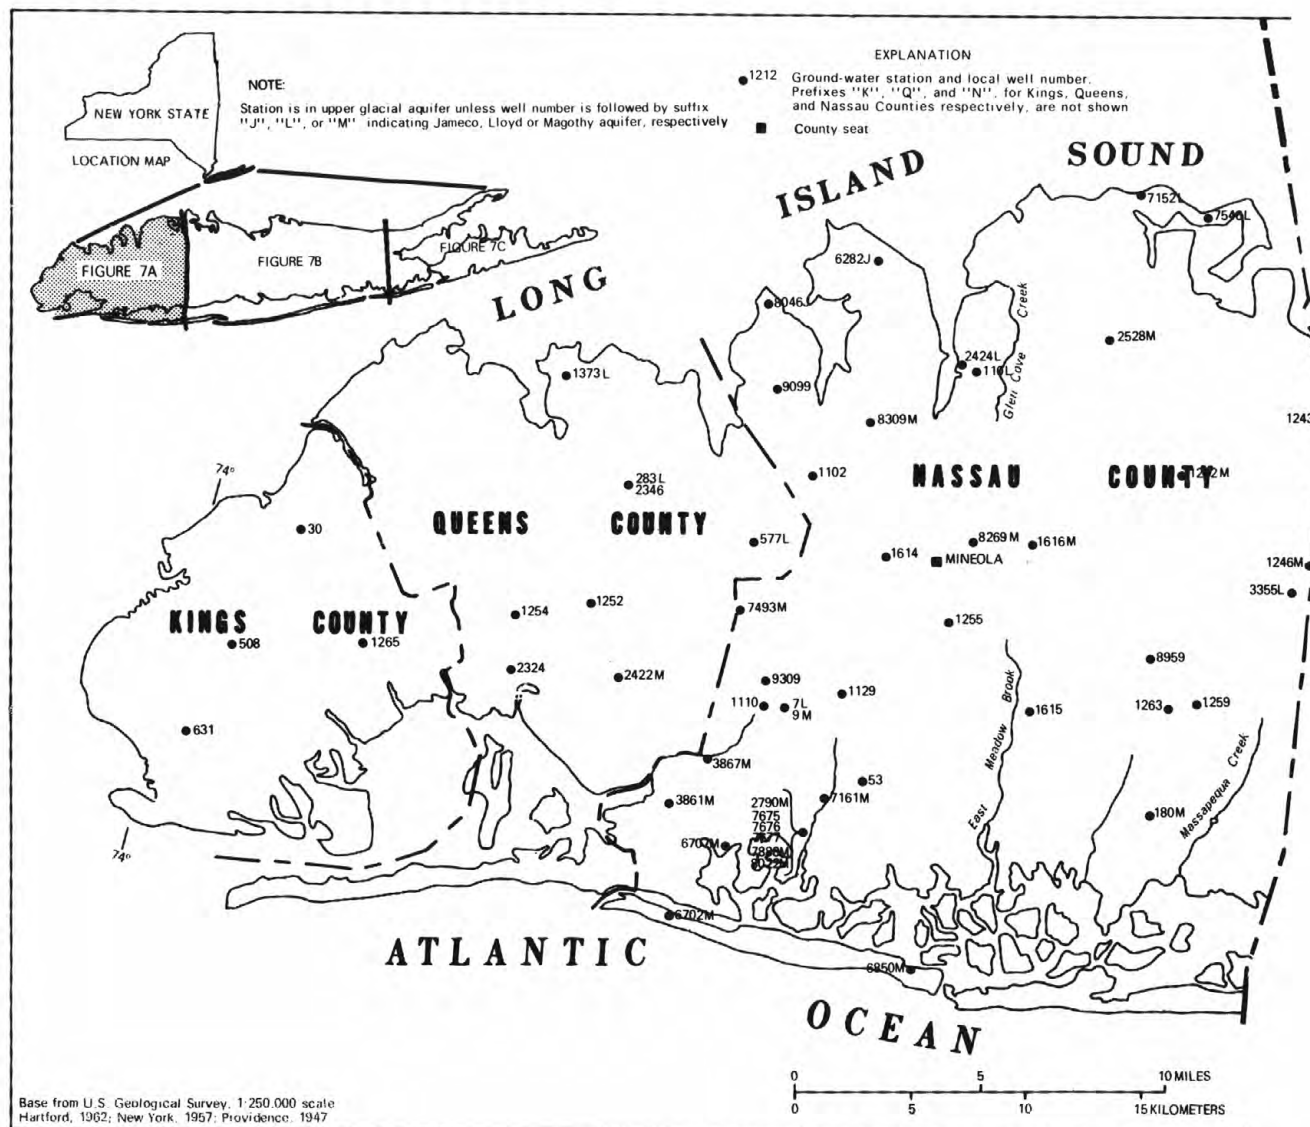 EXPLANATION
NOTE:
Station is in upper glacial aquifer unless well number is followed by suffix
"J", "L", or "M" indicating Jameco, Lloyd or Magothy aquifer, respectively
1212 Ground-water station and local well number.
Prefixes "K", "Q", and "N", for Kings, Queens,
and Nassau Counties respectively, are not shown
County seat
NEW YORK STATE
LOCATION MAP
FIGURE 7A
FIGURE 7B
FIGURE 7C
LONG
ISLAND
SOUND
7152L
7546L
6282J
8046J
Glen Cove Creek
2528M
2424L
1373L
9099
8309M
1243
74°
1102
NASSAU COUNTY
283L
2346
QUEENS COUNTY
30
577L
1614
8269M
1616M
MINEOLA
1246M
3355L
KINGS COUNTY
1254
1252
7493M
1255
508
1265
2324
2422M
8959
9309
1129
1110
7L
9M
East Meadow Brook
1615
1263
1259
631
3867M
53
7161M
3861M
2790M
7675
7676
7677
180M
Massapequa Creek
74°
6702M
6850M
ATLANTIC
OCEAN
0 5 10 MILES
0 5 10 15 KILOMETERS
Base from U.S. Geological Survey, 1:250,000 scale
Hartford, 1962; New York, 1957; Providence, 1947